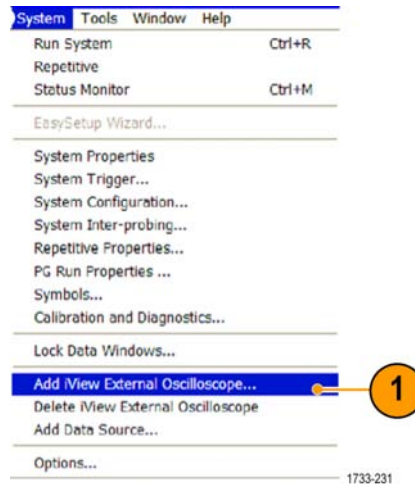 System Tools Window Help
Run System Ctrl+R
Repetitive
Status Monitor Ctrl+M
EasySetup Wizard...
System Properties
System Trigger...
System Configuration...
System Inter-probing...
Repetitive Properties...
PG Run Properties ...
Symbols...
Calibration and Diagnostics...
Lock Data Windows...
Add iView External Oscilloscope...
1
Delete iView External Oscilloscope
Add Data Source...
Options...
1733-231